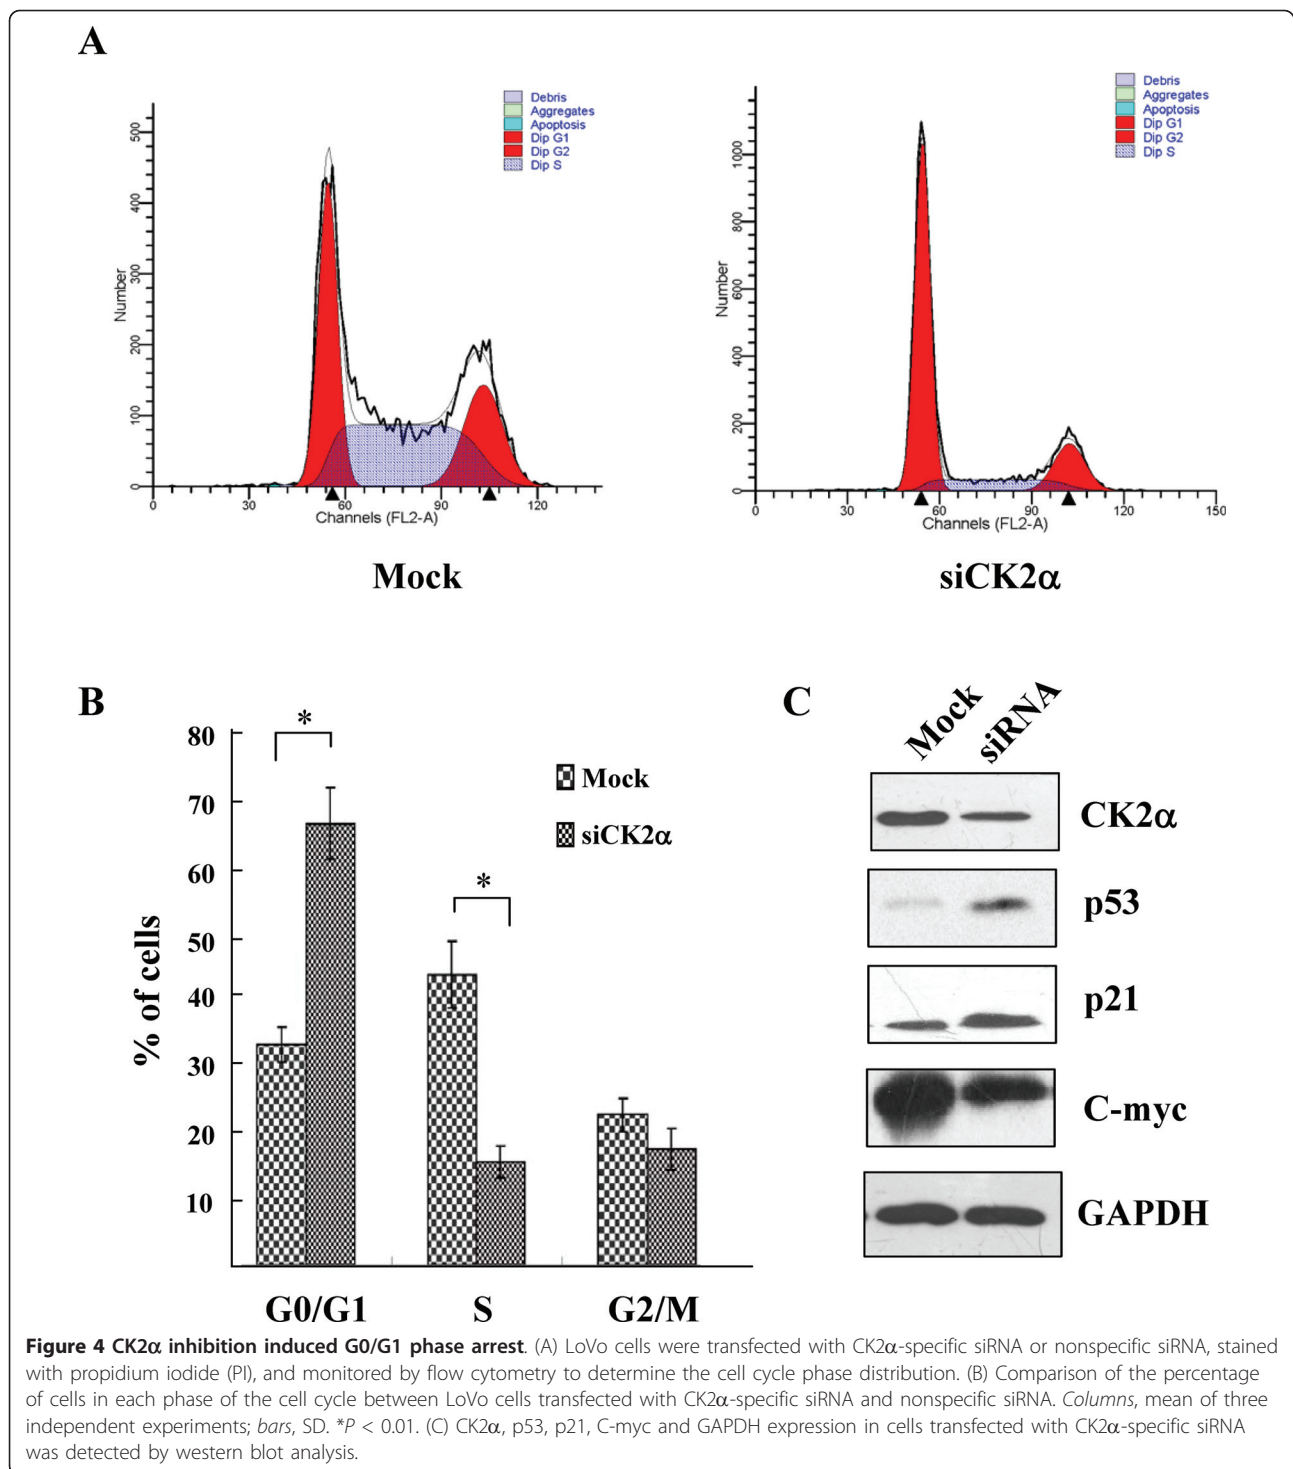 A
Debris
Aggregates
Apoptosis
Dip G1
Dip G2
Dip S
Number
0 100 200 300 400 500
0 30 60 90 120
Channels (FL2-A)
Mock
Debris
Aggregates
Apoptosis
Dip G1
Dip G2
Dip S
Number
0 200 400 600 800 1000
0 30 60 90 120 150
Channels (FL2-A)
siCK2α
B
% of cells
80
70
60
50
40
30
20
10
*
*
Mock
siCK2α
G0/G1 S G2/M
C
Mock siRNA
CK2α
p53
p21
C-myc
GAPDH
Figure 4 CK2α inhibition induced G0/G1 phase arrest. (A) LoVo cells were transfected with CK2α-specific siRNA or nonspecific siRNA, stained
with propidium iodide (PI), and monitored by flow cytometry to determine the cell cycle phase distribution. (B) Comparison of the percentage
of cells in each phase of the cell cycle between LoVo cells transfected with CK2α-specific siRNA and nonspecific siRNA. Columns, mean of three
independent experiments; bars, SD. *P < 0.01. (C) CK2α, p53, p21, C-myc and GAPDH expression in cells transfected with CK2α-specific siRNA
was detected by western blot analysis.